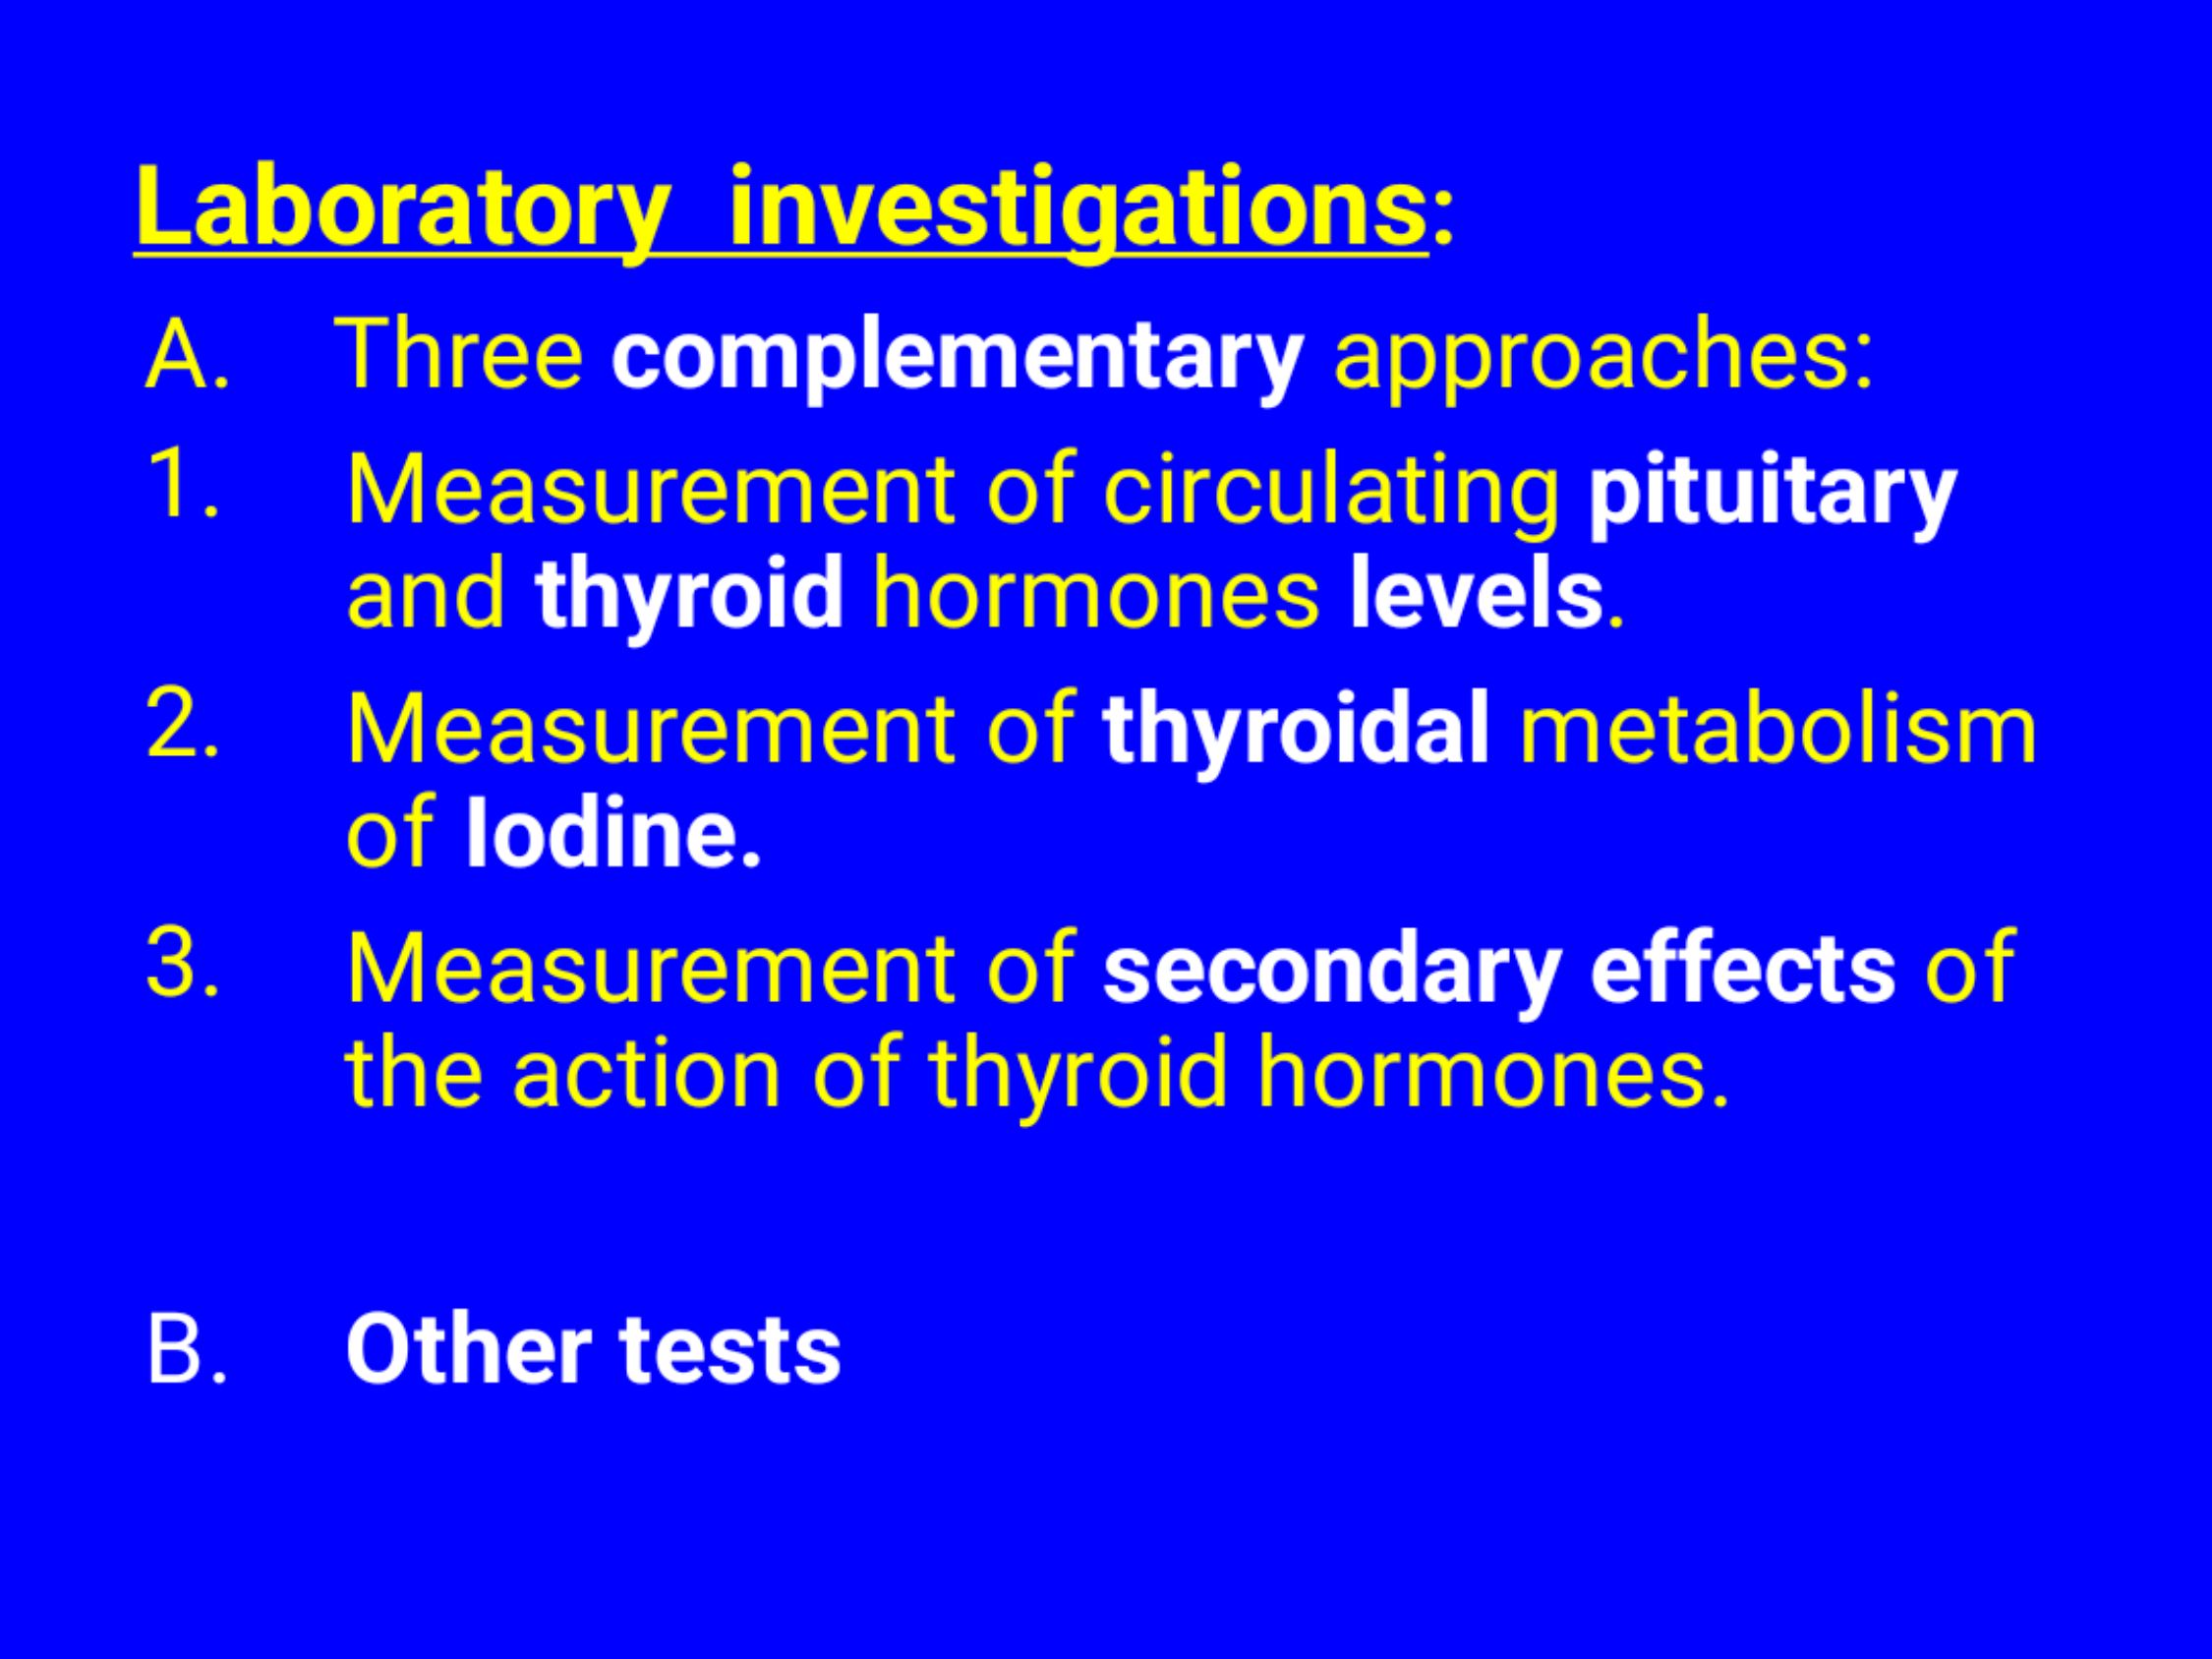 Laboratory  investigations:
A. Three complementary approaches:
1. Measurement of circulating pituitary
and thyroid hormones levels.
2. Measurement of thyroidal metabolism
of Iodine.
3. Measurement of secondary effects of
the action of thyroid hormones.
B. Other tests